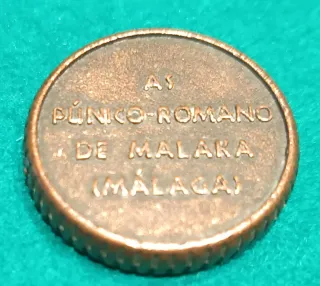 AS
PÚNICO-ROMANO
DE MALAKA
(MÁLAGA)